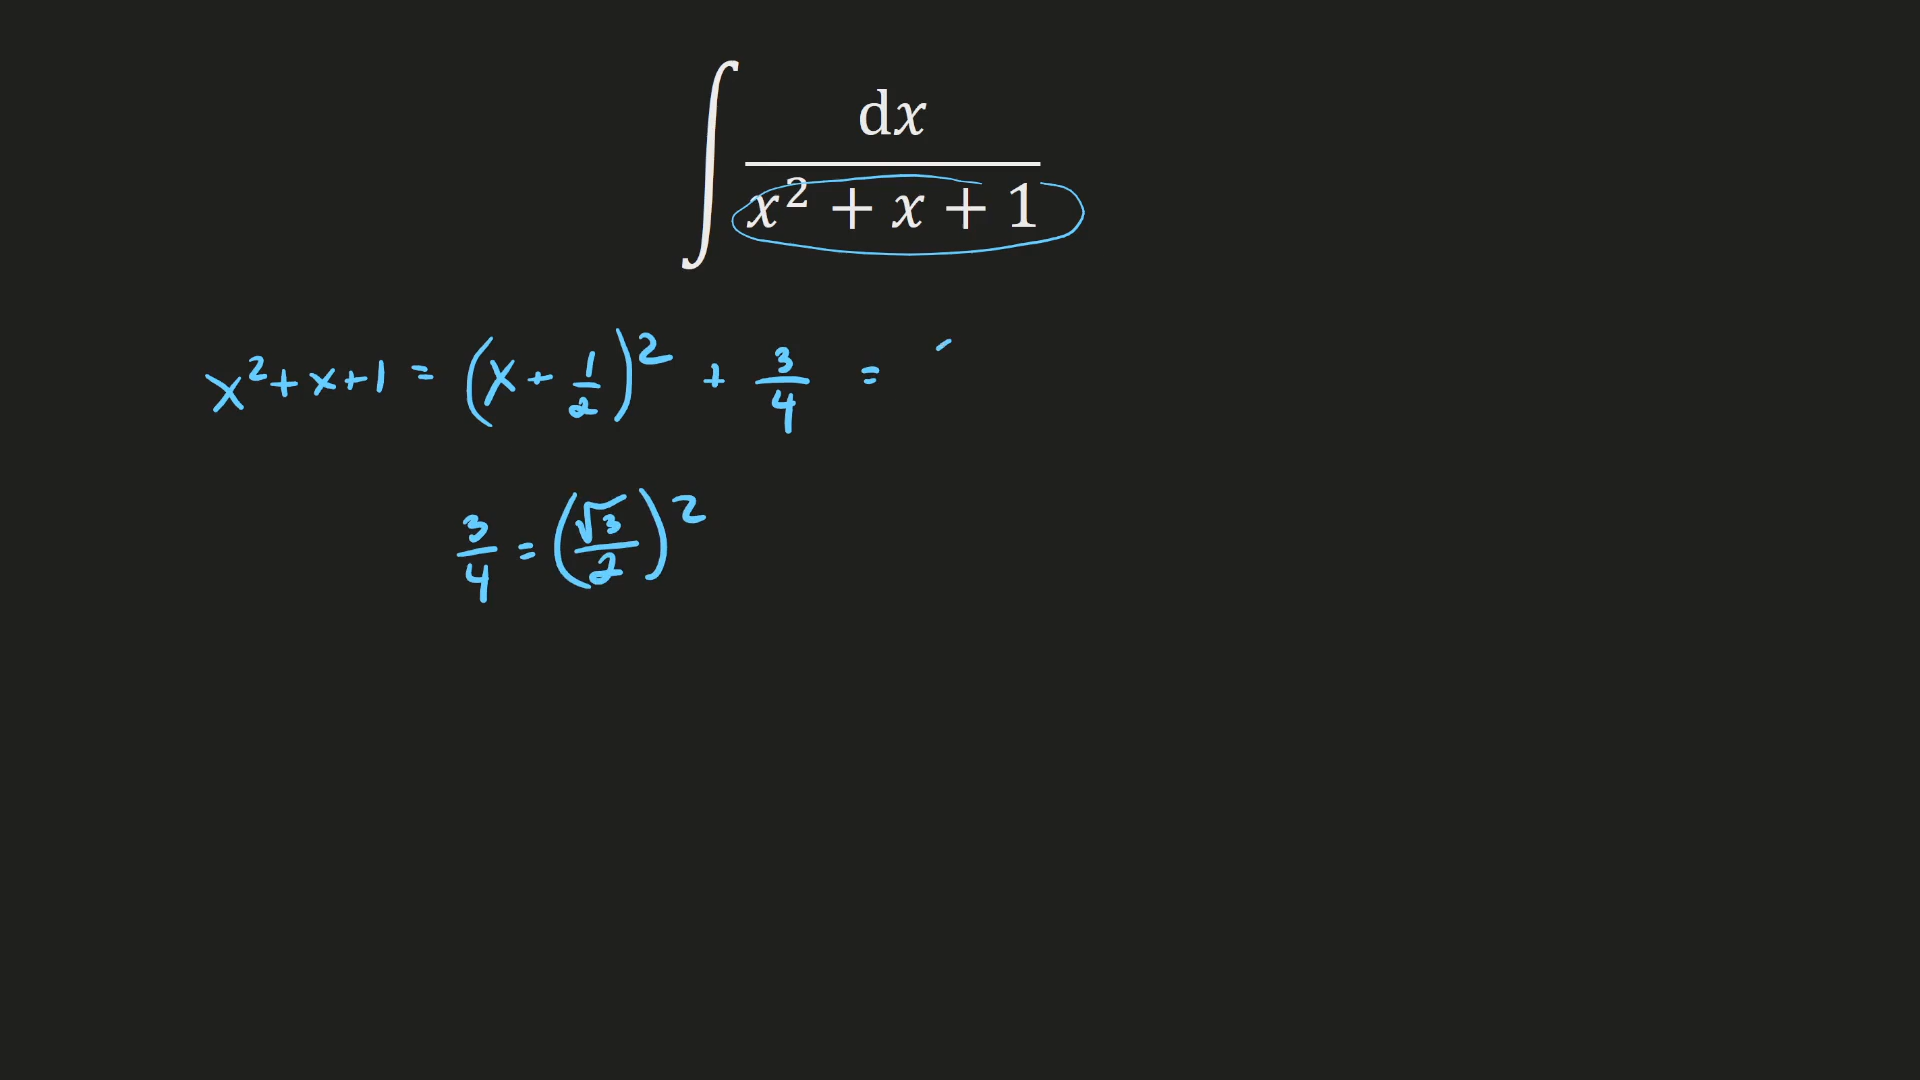 ∫ dx / (x² + x + 1)
x² + x + 1 = (x + 1/2)² + 3/4 =
3/4 = (√3/2)²